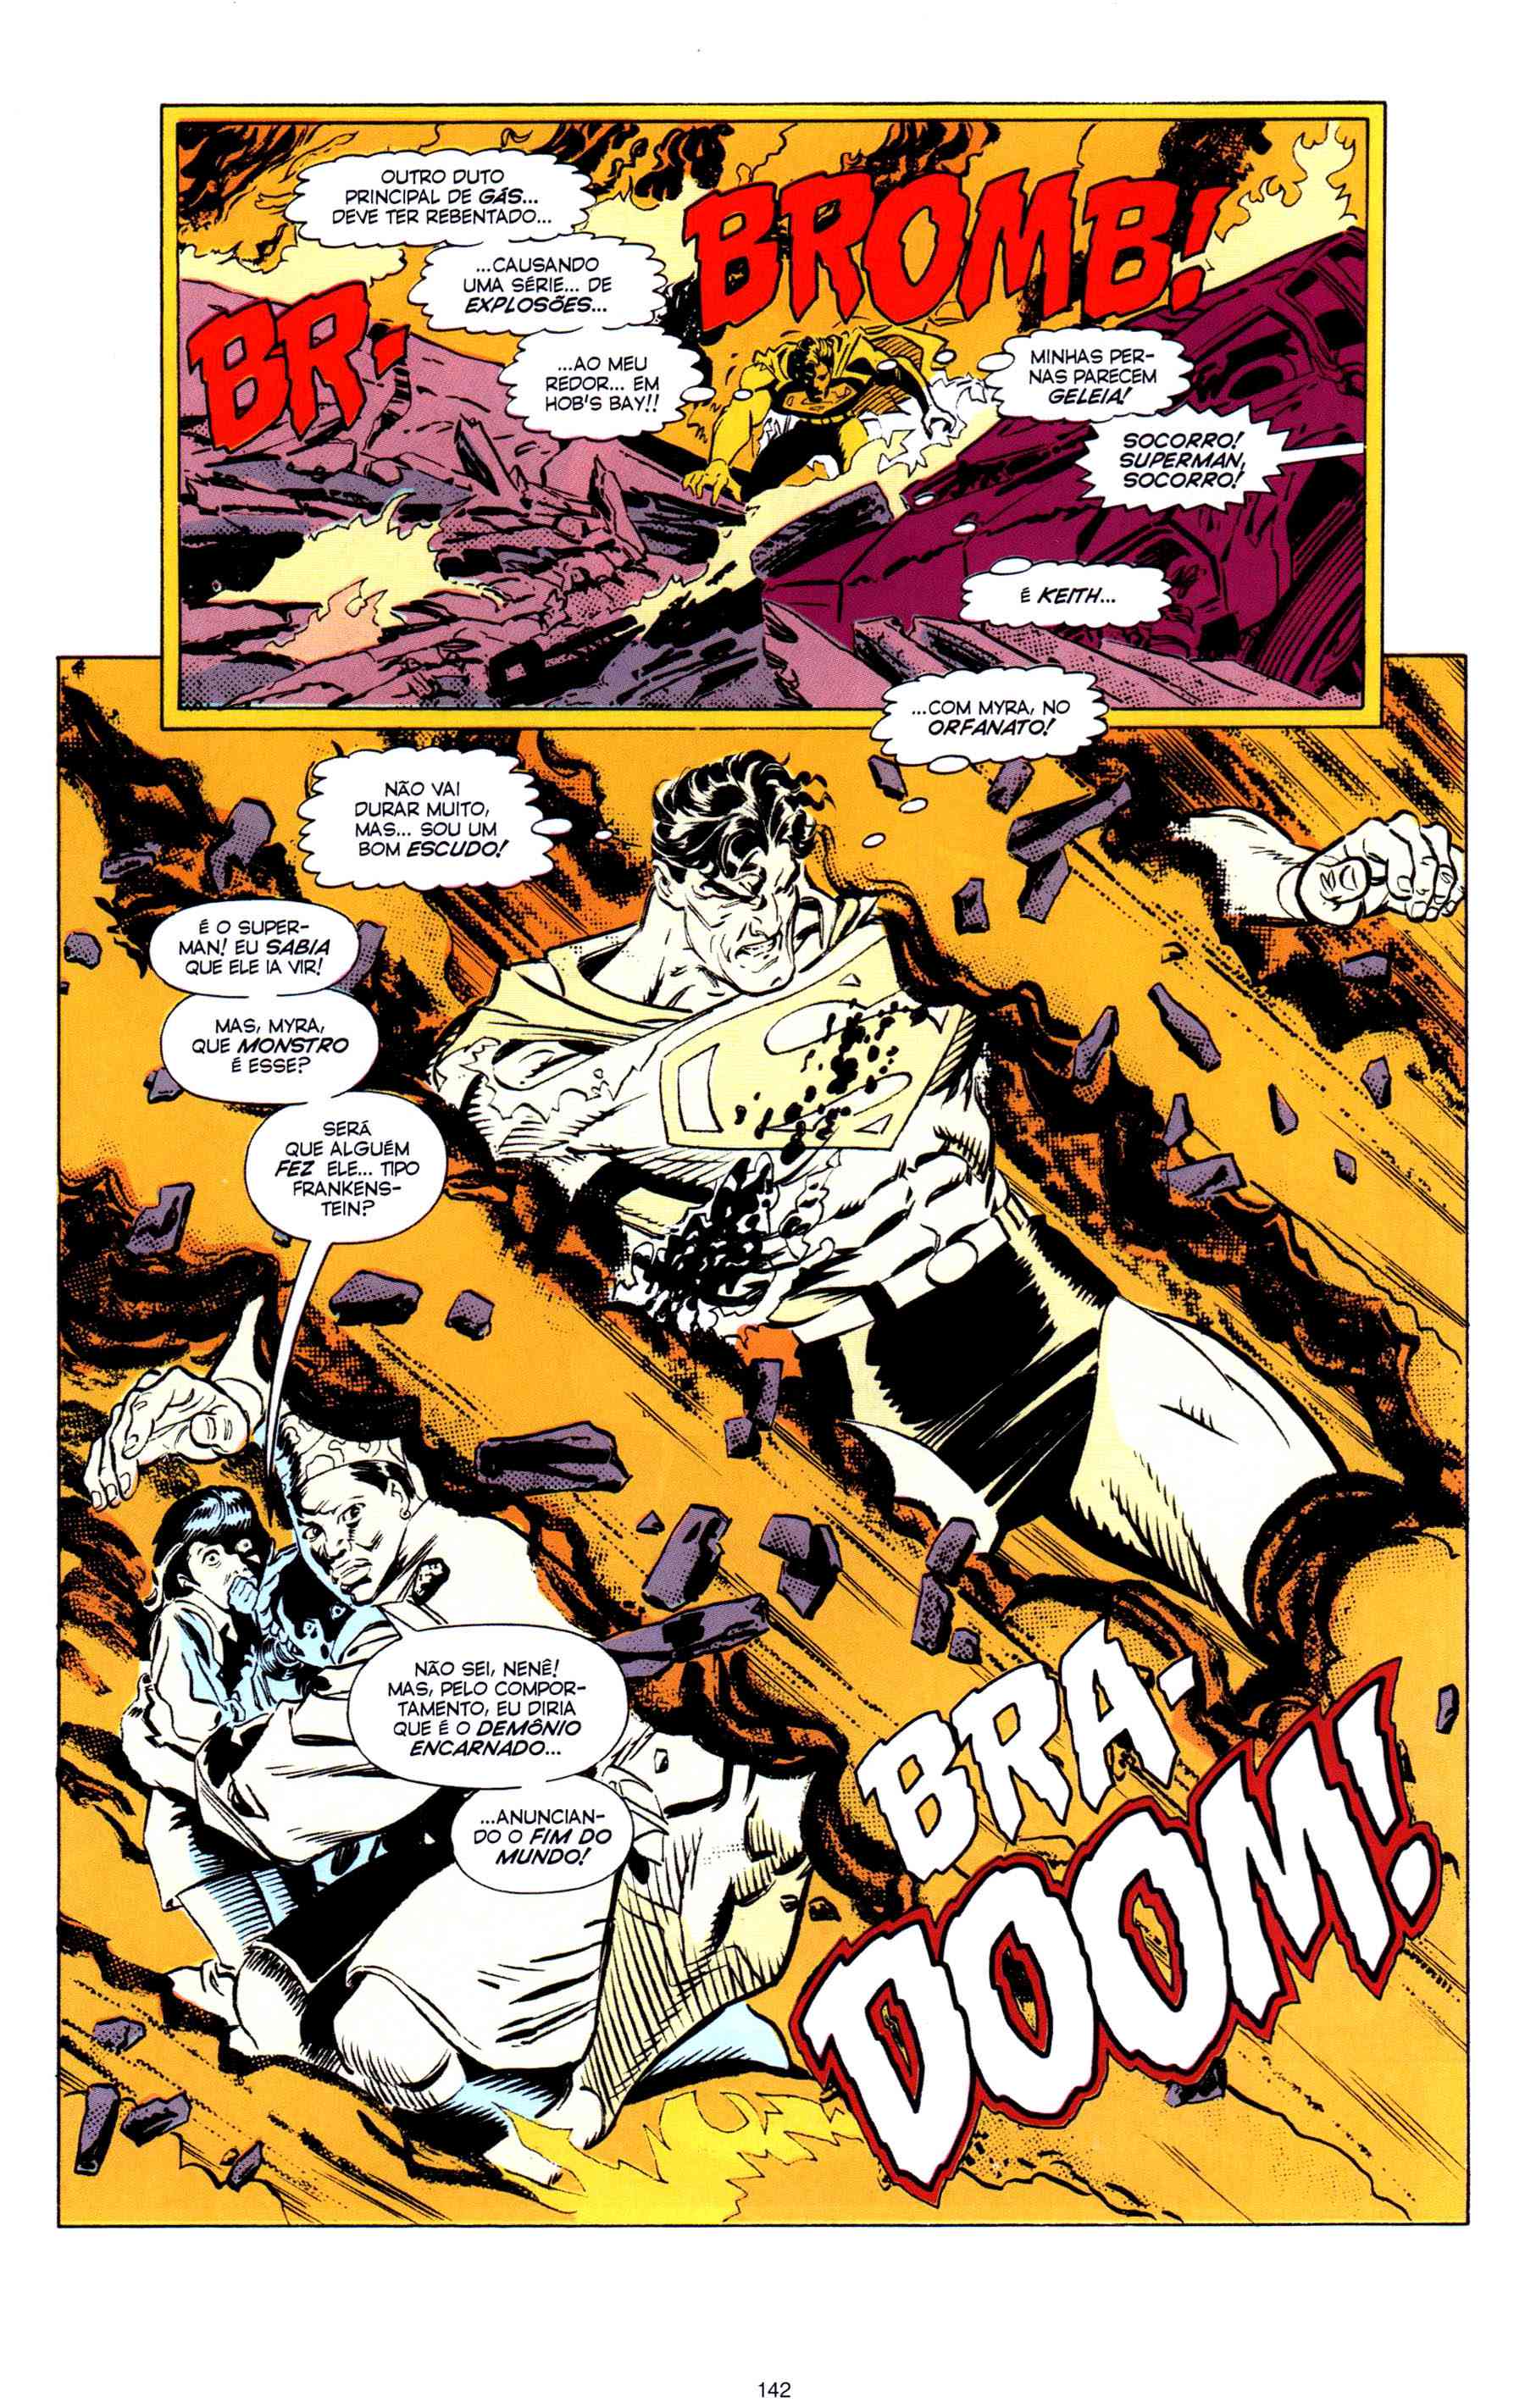 OUTRO DUTO
PRINCIPAL DE GÁS...
DEVE TER REBENTADO...
...CAUSANDO
UMA SÉRIE... DE
EXPLOSÕES...
...AO MEU
REDOR... EM
HOB'S BAY!!
BR-
BROMB!
MINHAS PER-
NAS PARECEM
GELEIA!
SOCORRO!
SUPERMAN,
SOCORRO!
É KEITH...
...COM MYRA, NO
ORFANATO!
NÃO VAI
DURAR MUITO,
MAS... SOU UM
BOM ESCUDO!
É O SUPER-
MAN! EU SABIA
QUE ELE IA VIR!
MAS, MYRA,
QUE MONSTRO
É ESSE?
SERÁ
QUE ALGUÉM
FEZ ELE... TIPO
FRANKENS-
TEIN?
NÃO SEI, NENÊ!
MAS, PELO COMPOR-
TAMENTO, EU DIRIA
QUE É O DEMÔNIO
ENCARNADO...
...ANUNCIAN-
DO O FIM DO
MUNDO!
BRA-
DOOM!
142